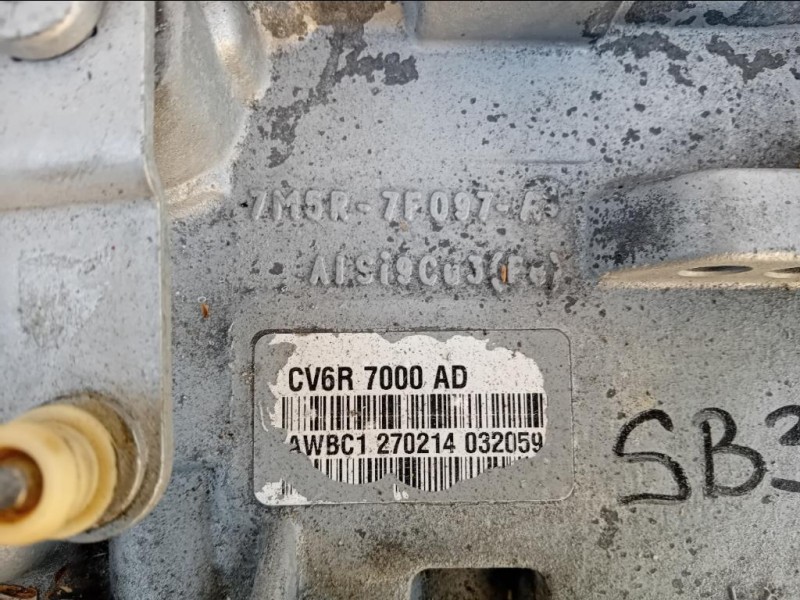 7M5R-7F097-A
ALSi9Cu3(Fe)
CV6R 7000 AD
AWBC1 270214 032059
SB3